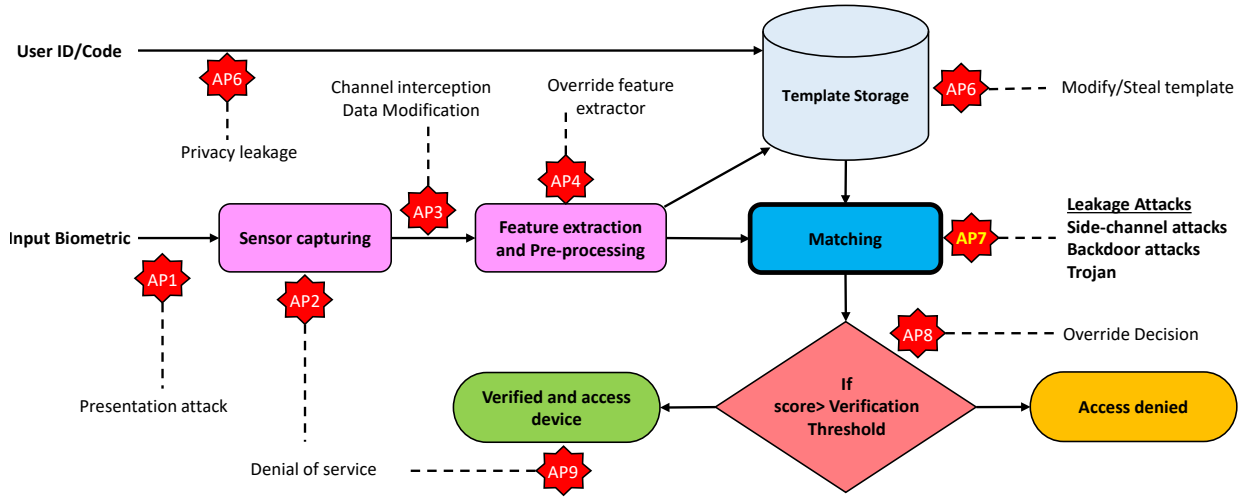 User ID/Code
AP6
Privacy leakage
Channel interception
Data Modification
Override feature
extractor
Template Storage
AP6
Modify/Steal template
AP3
AP4
Input Biometric
Sensor capturing
Feature extraction
and Pre-processing
Matching
AP7
Leakage Attacks
Side-channel attacks
Backdoor attacks
Trojan
AP1
AP2
Presentation attack
AP8
Override Decision
If
score> Verification
Threshold
Verified and access
device
Access denied
Denial of service
AP9